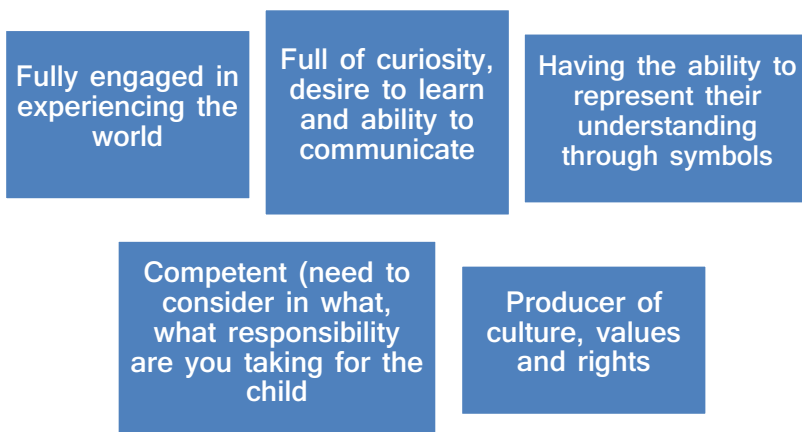 Fully engaged in
experiencing the
world
Full of curiosity,
desire to learn
and ability to
communicate
Having the ability to
represent their
understanding
through symbols
Competent (need to
consider in what,
what responsibility
are you taking for the
child
Producer of
culture, values
and rights